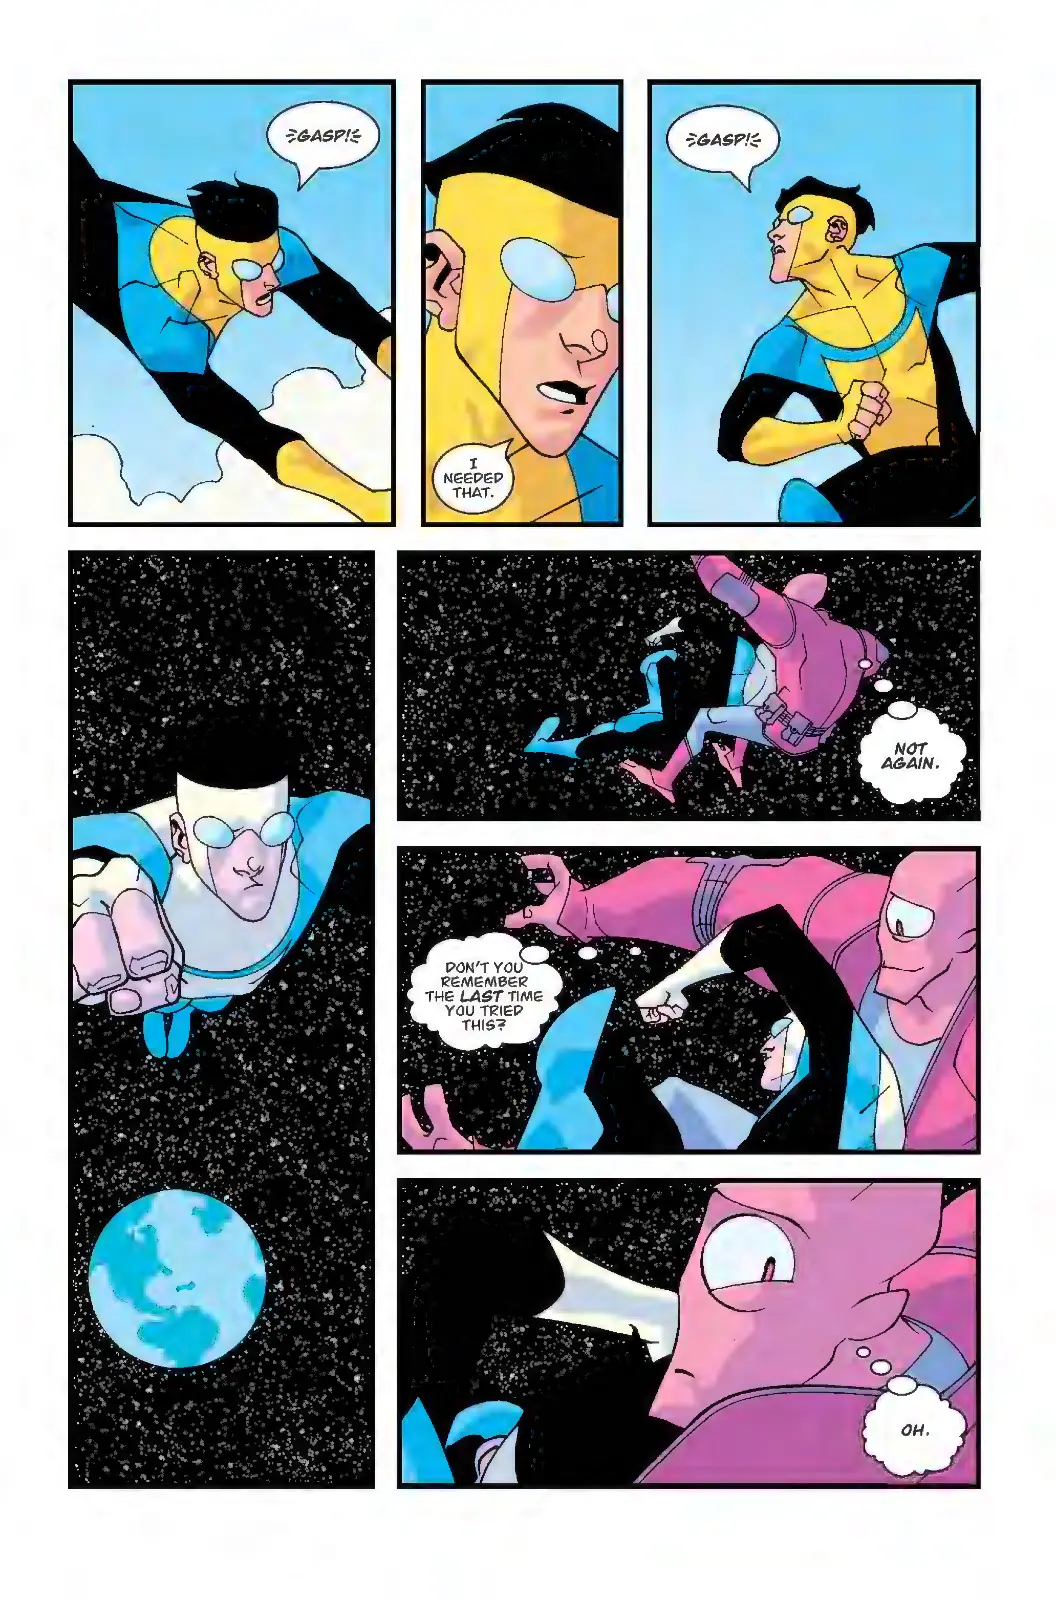 GASP!
I
NEEDED
THAT.
GASP!
NOT
AGAIN.
DON'T YOU
REMEMBER
THE LAST TIME
YOU TRIED
THIS?
OH.